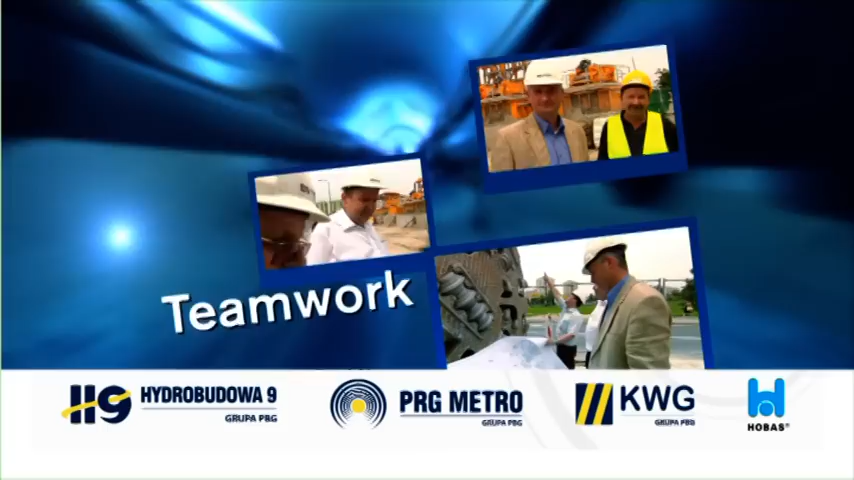 Teamwork
H9 HYDROBUDOWA 9
GRUPA PBG
PRG METRO
GRUPA PBG
KWG
GRUPA PBG
HOBAS®